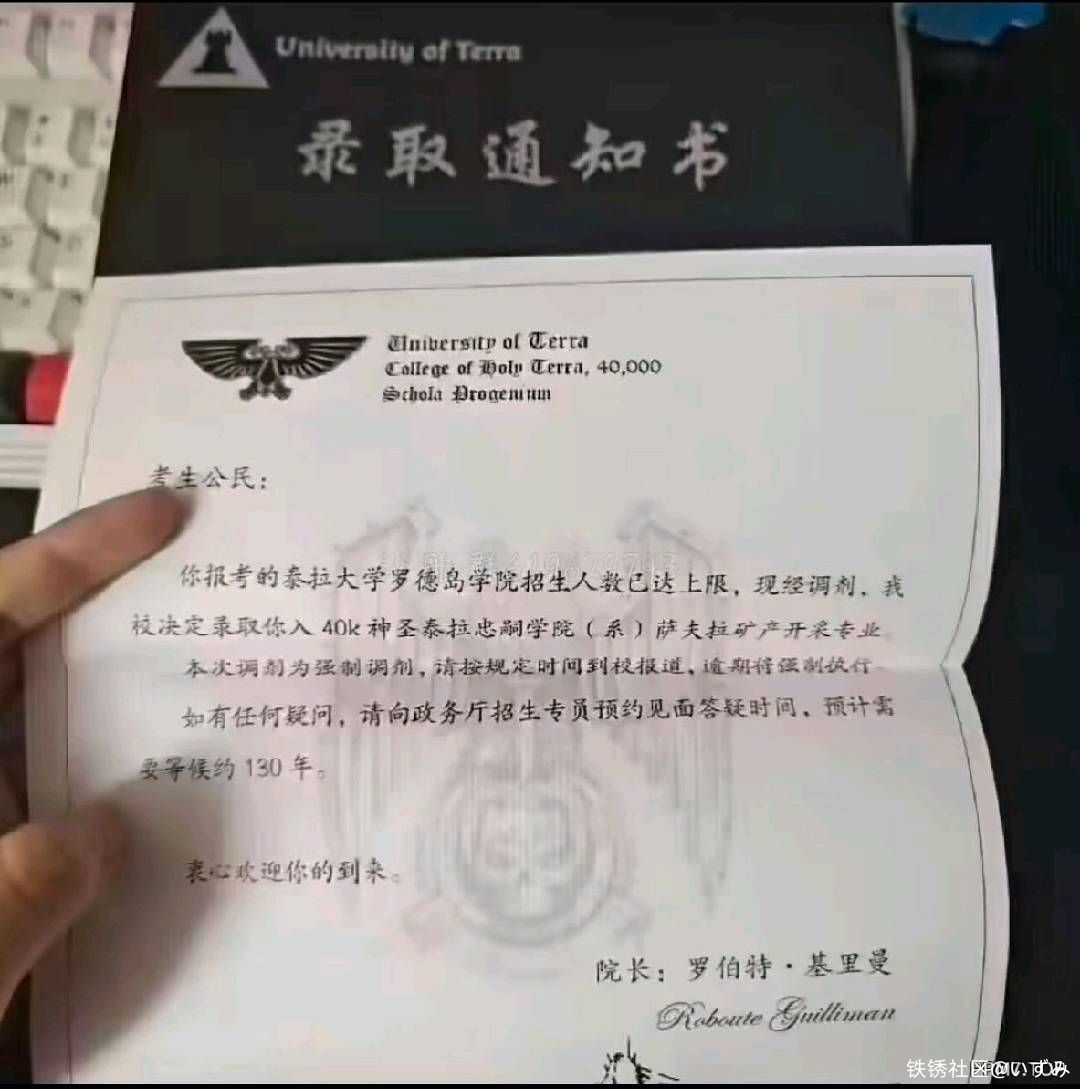 University of Terra
录取通知书
University of Terra
College of Holy Terra, 40,000
Schola Progenium
考生公民：
你报考的泰拉大学罗德岛学院招生人数已达上限，现经调剂，我
校决定录取你入 40k 神圣泰拉忠嗣学院（系）萨夫拉矿产开采专业。
本次调剂为强制调剂，请按规定时间到校报道，逾期将强制执行。
如有任何疑问，请向政务厅招生专员预约见面答疑时间，预计需
要等候约 130 年。
衷心欢迎你的到来。
院长：罗伯特·基里曼
Roboute Guilliman
铁锈社区@いずみ